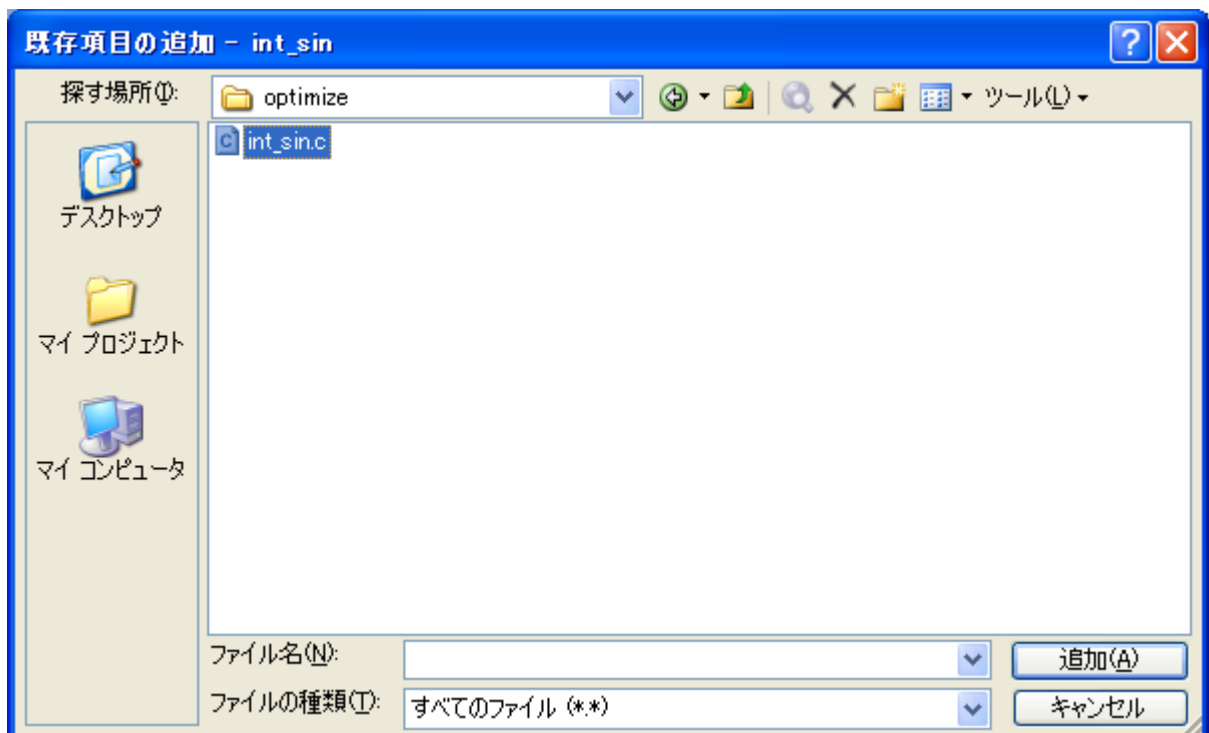 既存項目の追加 - int_sin
探す場所(I):
optimize
ツール(L)
int_sin.c
デスクトップ
マイ プロジェクト
マイ コンピュータ
ファイル名(N):
追加(A)
ファイルの種類(T):
すべてのファイル (*.*)
キャンセル